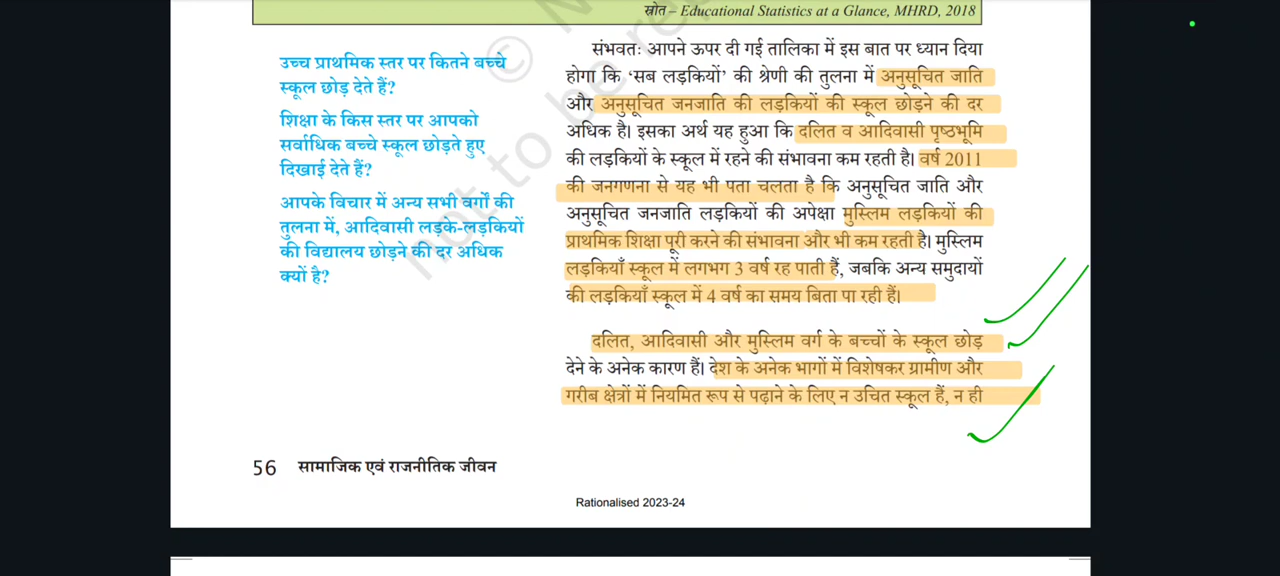 स्रोत – Educational Statistics at a Glance, MHRD, 2018
उच्च प्राथमिक स्तर पर कितने बच्चे
स्कूल छोड़ देते हैं?
शिक्षा के किस स्तर पर आपको
सर्वाधिक बच्चे स्कूल छोड़ते हुए
दिखाई देते हैं?
आपके विचार में अन्य सभी वर्गों की
तुलना में, आदिवासी लड़के-लड़कियों
की विद्यालय छोड़ने की दर अधिक
क्यों है?
संभवतः आपने ऊपर दी गई तालिका में इस बात पर ध्यान दिया
होगा कि ‘सब लड़कियों’ की श्रेणी की तुलना में अनुसूचित जाति
और अनुसूचित जनजाति की लड़कियों की स्कूल छोड़ने की दर
अधिक है। इसका अर्थ यह हुआ कि दलित व आदिवासी पृष्ठभूमि
की लड़कियों के स्कूल में रहने की संभावना कम रहती है। वर्ष 2011
की जनगणना से यह भी पता चलता है कि अनुसूचित जाति और
अनुसूचित जनजाति लड़कियों की अपेक्षा मुस्लिम लड़कियों की
प्राथमिक शिक्षा पूरी करने की संभावना और भी कम रहती है। मुस्लिम
लड़कियाँ स्कूल में लगभग 3 वर्ष रह पाती हैं, जबकि अन्य समुदायों
की लड़कियाँ स्कूल में 4 वर्ष का समय बिता पा रही हैं।
दलित, आदिवासी और मुस्लिम वर्ग के बच्चों के स्कूल छोड़
देने के अनेक कारण हैं। देश के अनेक भागों में विशेषकर ग्रामीण और
गरीब क्षेत्रों में नियमित रूप से पढ़ाने के लिए न उचित स्कूल हैं, न ही
56 सामाजिक एवं राजनीतिक जीवन
Rationalised 2023-24
© N
not to be re